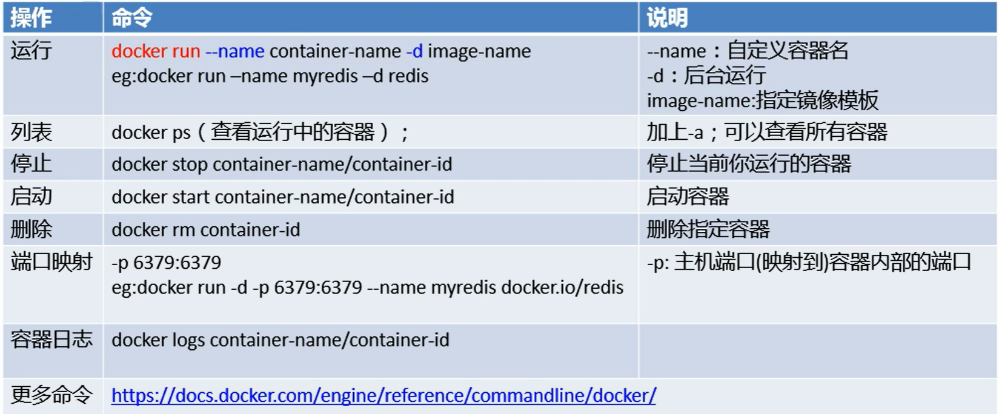 操作 命令 说明
运行 docker run --name container-name -d image-name --name：自定义容器名
eg:docker run –name myredis –d redis -d：后台运行
image-name:指定镜像模板
列表 docker ps（查看运行中的容器）； 加上-a；可以查看所有容器
停止 docker stop container-name/container-id 停止当前你运行的容器
启动 docker start container-name/container-id 启动容器
删除 docker rm container-id 删除指定容器
端口映射 -p 6379:6379 -p: 主机端口(映射到)容器内部的端口
eg:docker run -d -p 6379:6379 --name myredis docker.io/redis
容器日志 docker logs container-name/container-id
更多命令 https://docs.docker.com/engine/reference/commandline/docker/